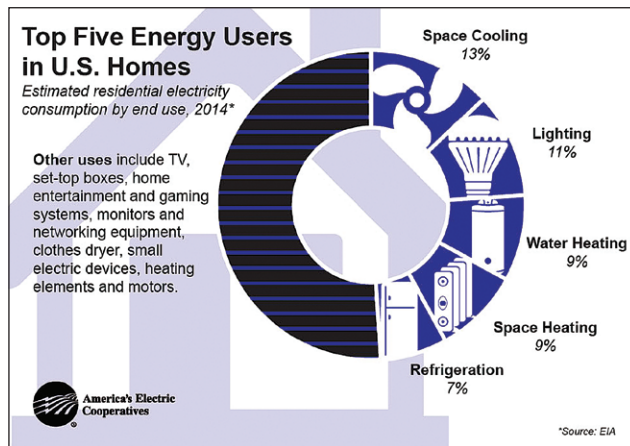 Top Five Energy Users
in U.S. Homes
Estimated residential electricity
consumption by end use, 2014*
Other uses include TV,
set-top boxes, home
entertainment and gaming
systems, monitors and
networking equipment,
clothes dryer, small
electric devices, heating
elements and motors.
Space Cooling
13%
Lighting
11%
Water Heating
9%
Space Heating
9%
Refrigeration
7%
America's Electric
Cooperatives
®
*Source: EIA